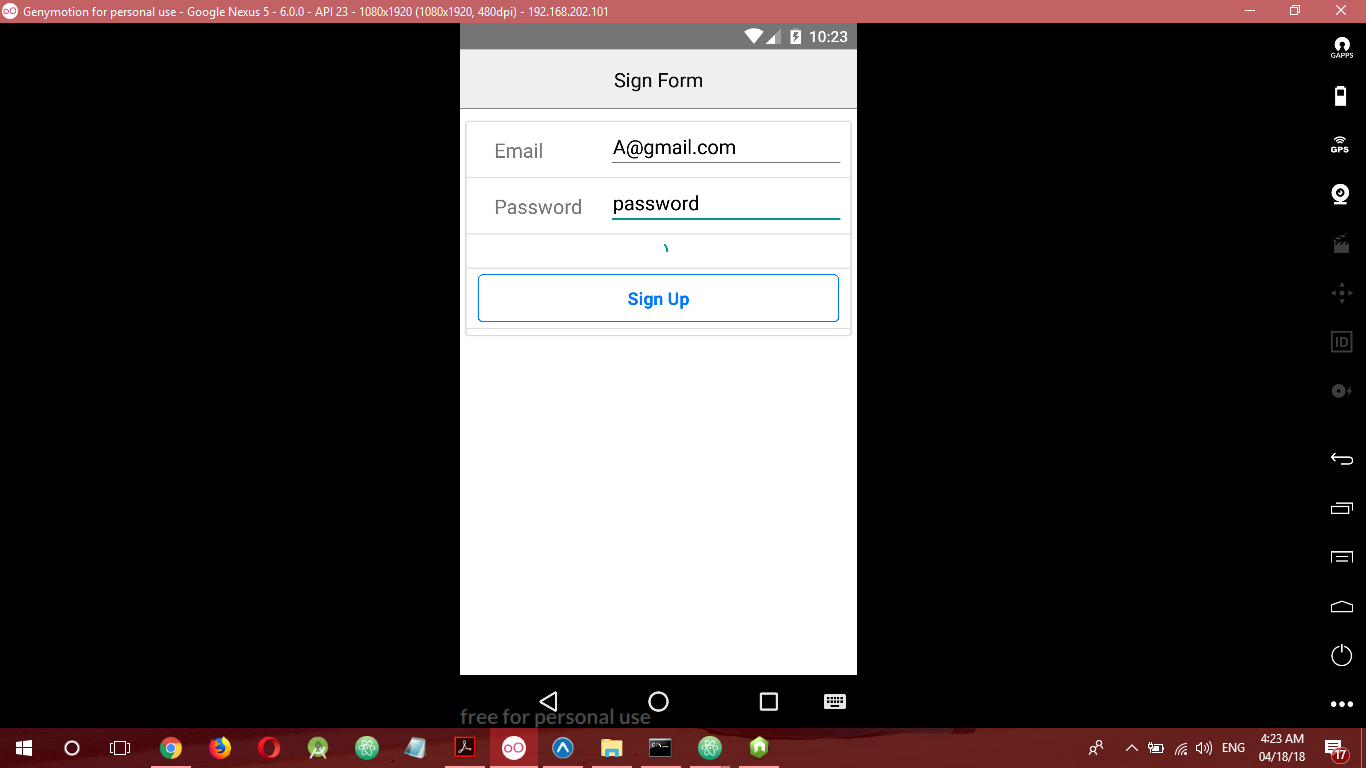 Genymotion for personal use - Google Nexus 5 - 6.0.0 - API 23 - 1080x1920 (1080x1920, 480dpi) - 192.168.202.101
10:23
GAPPS
Sign Form
Email A@gmail.com
GPS
Password password
Sign Up
ID
free for personal use
ENG
4:23 AM
04/18/18
17